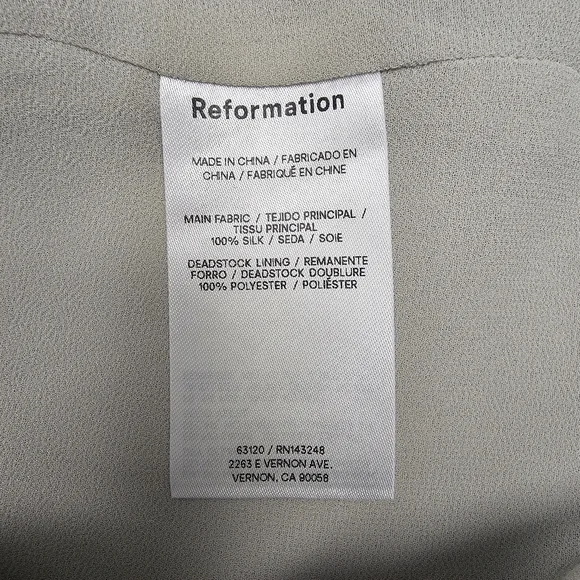 Reformation
MADE IN CHINA / FABRICADO EN
CHINA / FABRIQUÉ EN CHINE
MAIN FABRIC / TEJIDO PRINCIPAL /
TISSU PRINCIPAL
100% SILK / SEDA / SOIE
DEADSTOCK LINING / REMANENTE
FORRO / DEADSTOCK DOUBLURE
100% POLYESTER / POLIÉSTER
63120 / RN143248
2263 E VERNON AVE.
VERNON, CA 90058